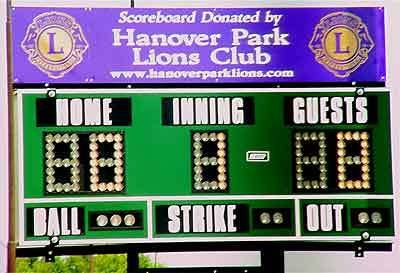 Scoreboard Donated by
Hanover Park
Lions Club
www.hanoverparklions.com
HOME INNING GUESTS
BALL STRIKE OUT